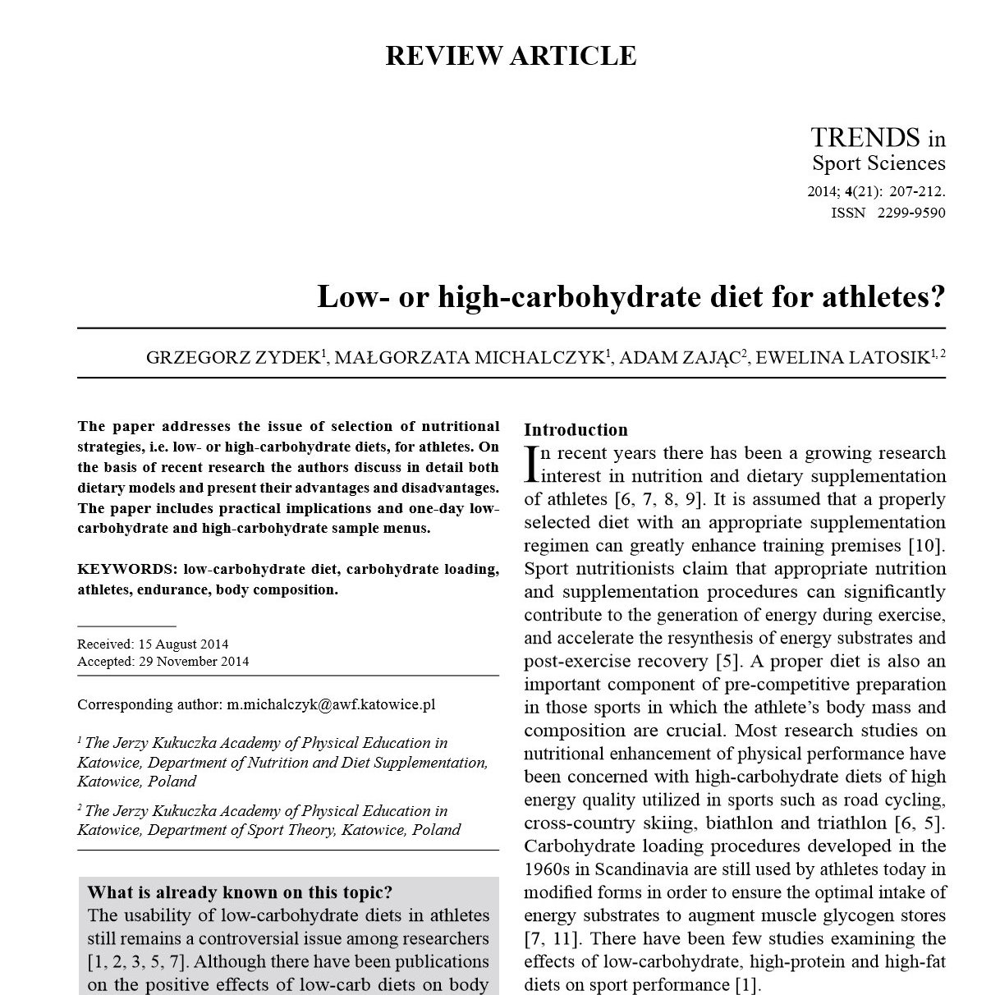 REVIEW ARTICLE
TRENDS in
Sport Sciences
2014; 4(21): 207-212.
ISSN 2299-9590
Low- or high-carbohydrate diet for athletes?
GRZEGORZ ZYDEK1, MAŁGORZATA MICHALCZYK1, ADAM ZAJĄC2, EWELINA LATOSIK1, 2
The paper addresses the issue of selection of nutritional
strategies, i.e. low- or high-carbohydrate diets, for athletes. On
the basis of recent research the authors discuss in detail both
dietary models and present their advantages and disadvantages.
The paper includes practical implications and one-day low-
carbohydrate and high-carbohydrate sample menus.
KEYWORDS: low-carbohydrate diet, carbohydrate loading,
athletes, endurance, body composition.
Received: 15 August 2014
Accepted: 29 November 2014
Corresponding author: m.michalczyk@awf.katowice.pl
1 The Jerzy Kukuczka Academy of Physical Education in
Katowice, Department of Nutrition and Diet Supplementation,
Katowice, Poland
2 The Jerzy Kukuczka Academy of Physical Education in
Katowice, Department of Sport Theory, Katowice, Poland
What is already known on this topic?
The usability of low-carbohydrate diets in athletes
still remains a controversial issue among researchers
[1, 2, 3, 5, 7]. Although there have been publications
on the positive effects of low-carb diets on body
Introduction
In recent years there has been a growing research
interest in nutrition and dietary supplementation
of athletes [6, 7, 8, 9]. It is assumed that a properly
selected diet with an appropriate supplementation
regimen can greatly enhance training premises [10].
Sport nutritionists claim that appropriate nutrition
and supplementation procedures can significantly
contribute to the generation of energy during exercise,
and accelerate the resynthesis of energy substrates and
post-exercise recovery [5]. A proper diet is also an
important component of pre-competitive preparation
in those sports in which the athlete's body mass and
composition are crucial. Most research studies on
nutritional enhancement of physical performance have
been concerned with high-carbohydrate diets of high
energy quality utilized in sports such as road cycling,
cross-country skiing, biathlon and triathlon [6, 5].
Carbohydrate loading procedures developed in the
1960s in Scandinavia are still used by athletes today in
modified forms in order to ensure the optimal intake of
energy substrates to augment muscle glycogen stores
[7, 11]. There have been few studies examining the
effects of low-carbohydrate, high-protein and high-fat
diets on sport performance [1].